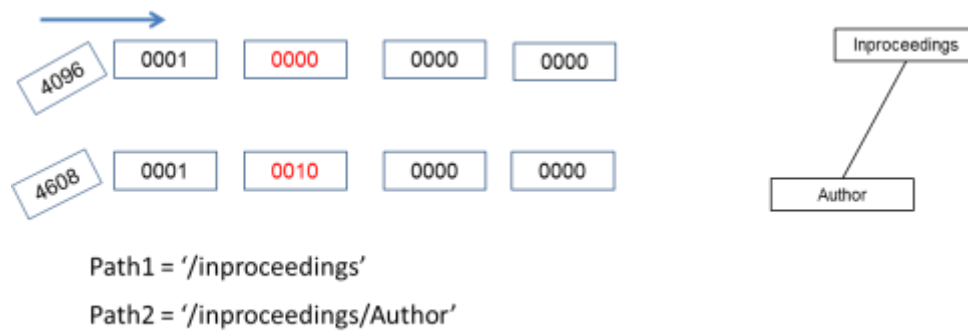 4096 0001 0000 0000 0000
Inproceedings
4608 0001 0010 0000 0000
Author
Path1 = ‘/inproceedings’
Path2 = ‘/inproceedings/Author’